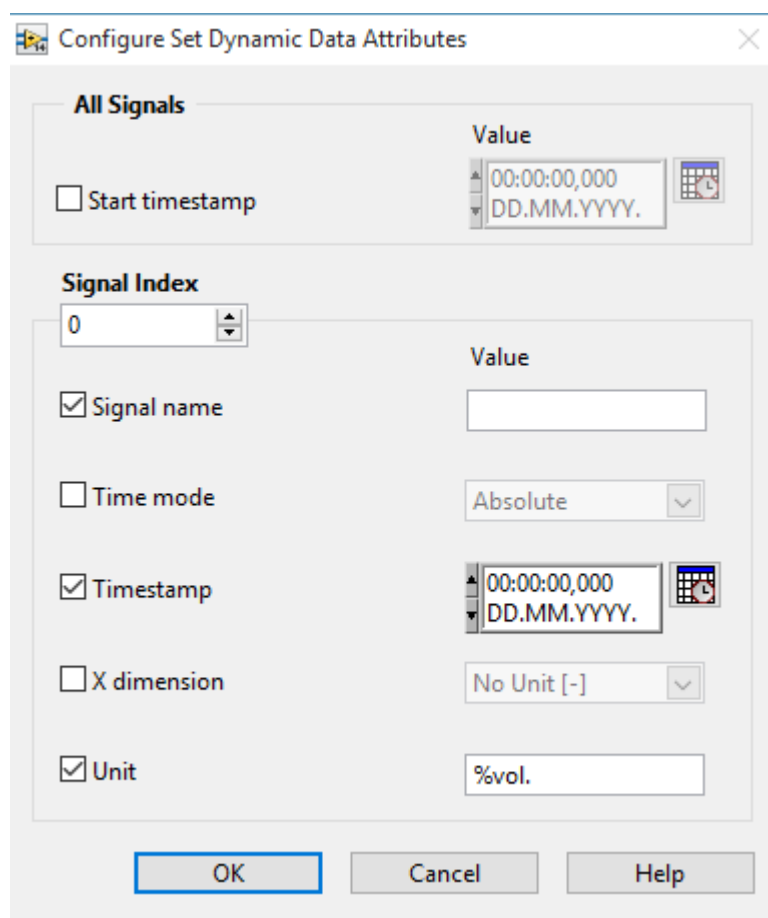 Configure Set Dynamic Data Attributes
All Signals
Value
Start timestamp
00:00:00,000
DD.MM.YYYY.
Signal Index
0
Value
Signal name
Time mode
Absolute
Timestamp
00:00:00,000
DD.MM.YYYY.
X dimension
No Unit [-]
Unit
%vol.
OK
Cancel
Help